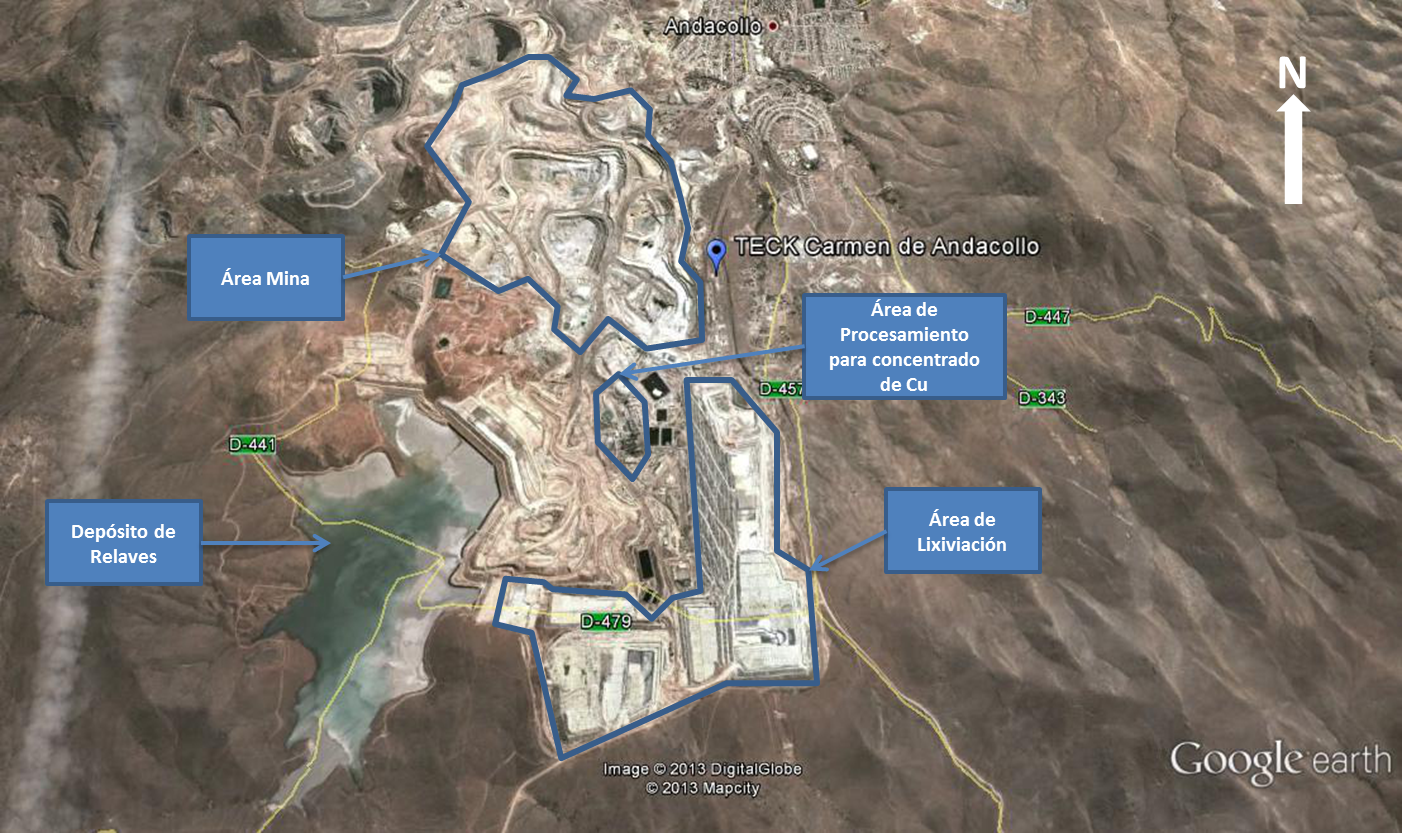 Andacollo
N
TECK Carmen de Andacollo
Área Mina
Área de
Procesamiento
para concentrado
de Cu
D-447
D-457
D-343
D-441
Depósito de
Relaves
Área de
Lixiviación
D-479
Google earth
Image © 2013 DigitalGlobe
© 2013 Mapcity